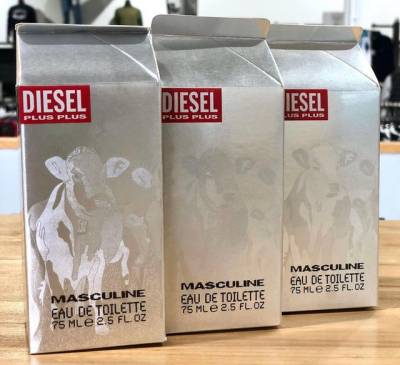 DIESEL
PLUS PLUS
MASCULINE
EAU DE TOILETTE
75 ML e 2.5 FL. OZ
DIESEL
PLUS PLUS
MASCULINE
EAU DE TOILETTE
75 ML e 2.5 FL. OZ
DIESEL
PLUS PLUS
MASCULINE
EAU DE TOILETTE
75 ML e 2.5 FL. OZ